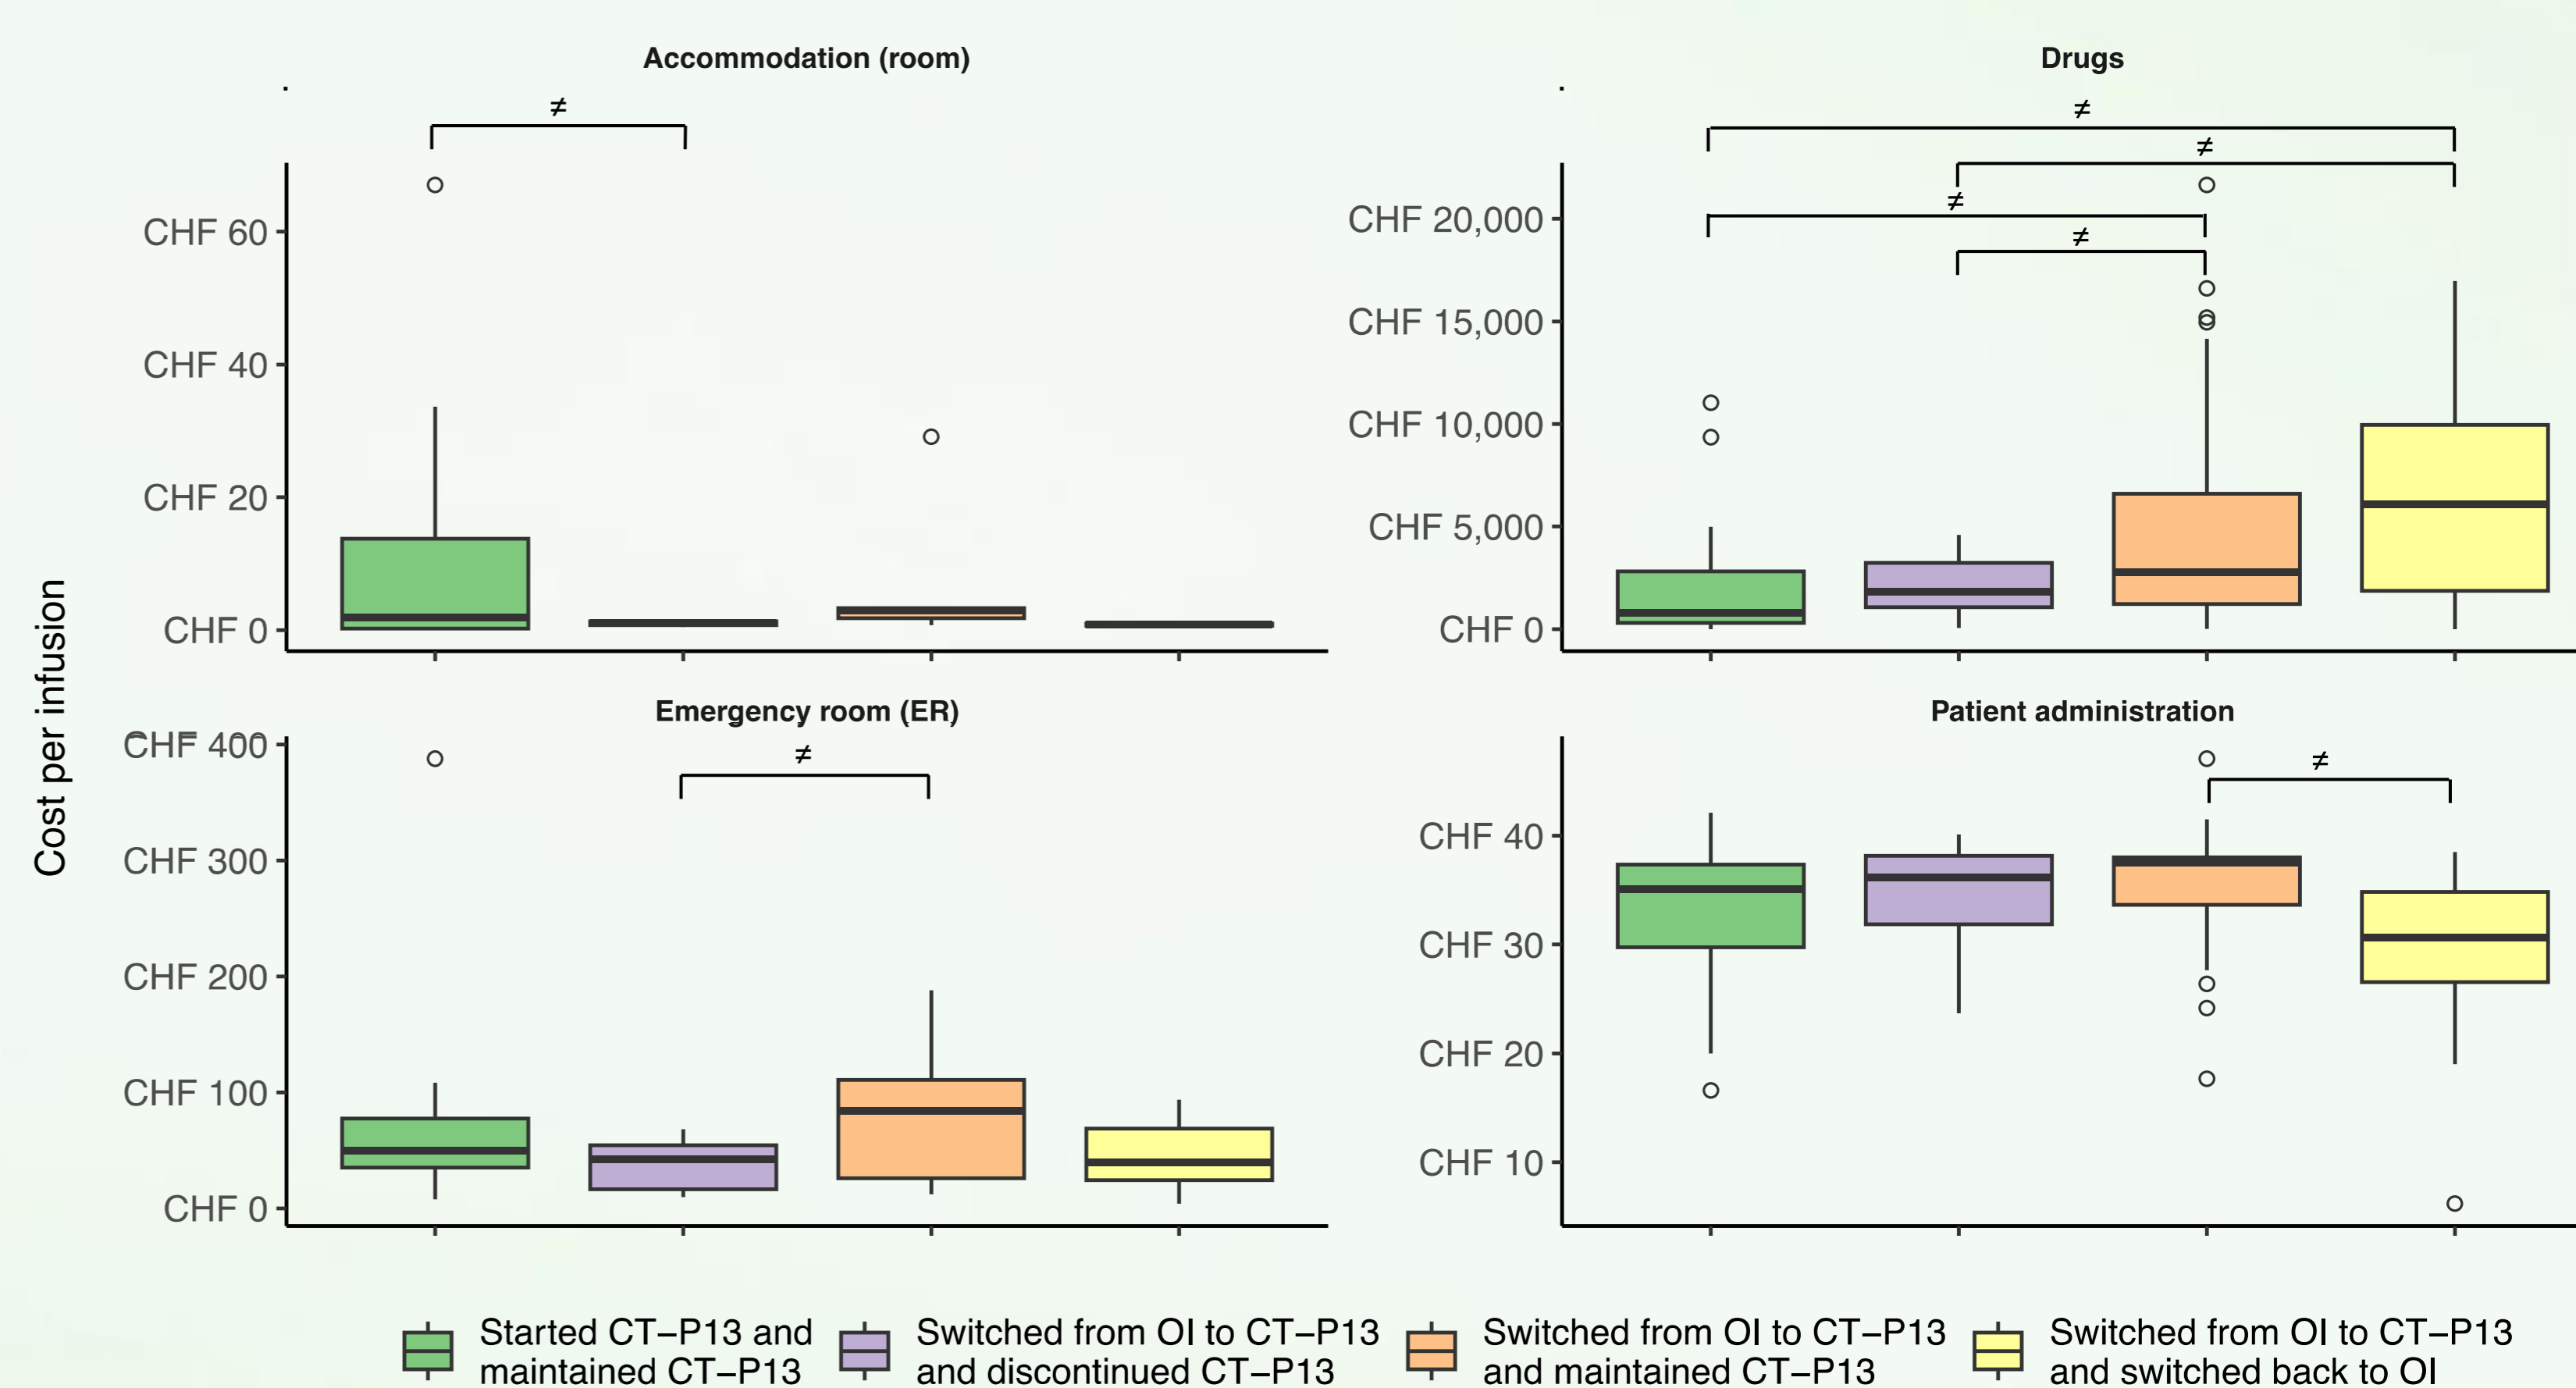 Accommodation (room)
≠
CHF 60
CHF 40
CHF 20
CHF 0
Drugs
≠
≠
≠
≠
CHF 20,000
CHF 15,000
CHF 10,000
CHF 5,000
CHF 0
Cost per infusion
Emergency room (ER)
≠
CHF 400
CHF 300
CHF 200
CHF 100
CHF 0
Patient administration
≠
CHF 40
CHF 30
CHF 20
CHF 10
Started CT–P13 and
maintained CT–P13
Switched from OI to CT–P13
and discontinued CT–P13
Switched from OI to CT–P13
and maintained CT–P13
Switched from OI to CT–P13
and switched back to OI